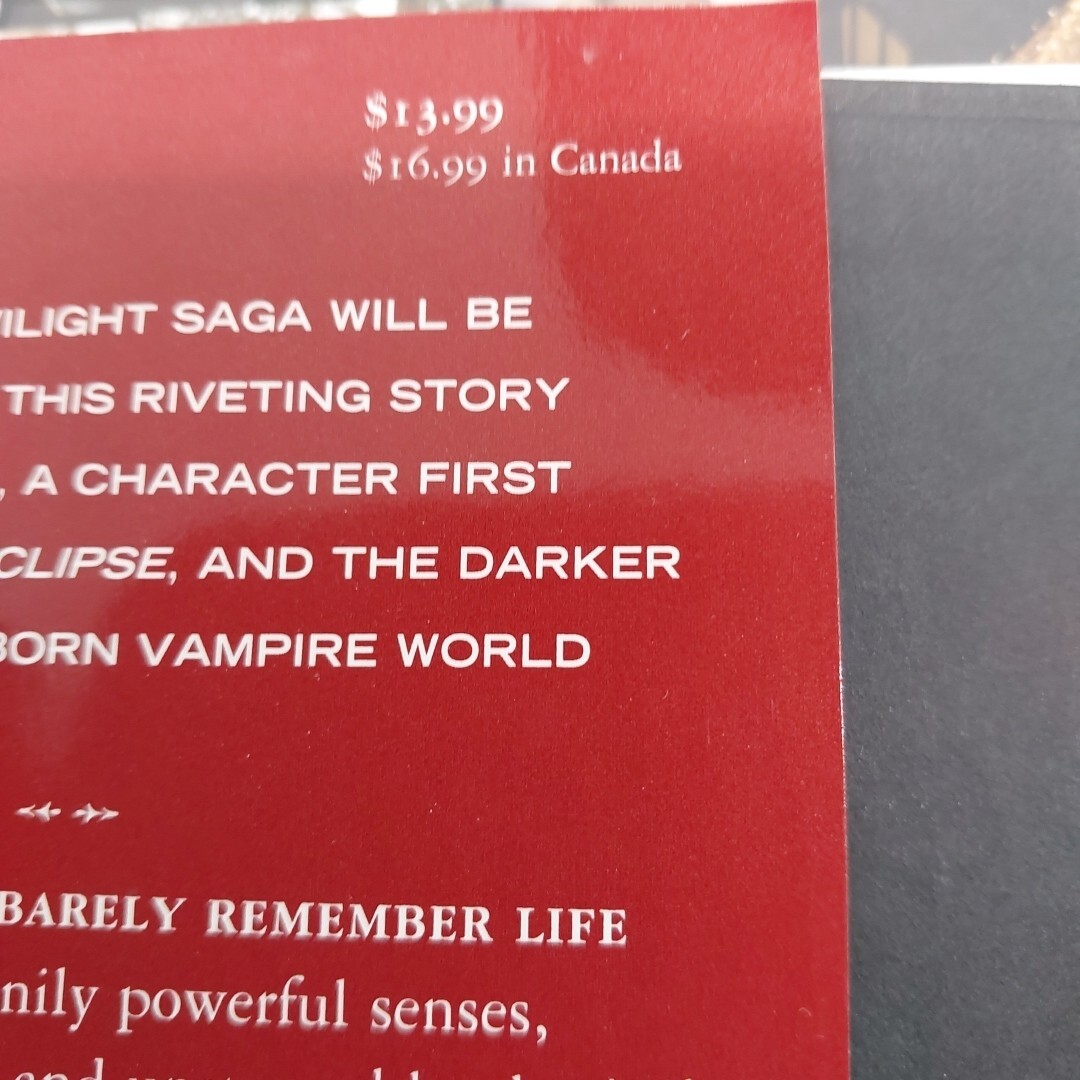 $13.99
$16.99 in Canada
ILIGHT SAGA WILL BE
THIS RIVETING STORY
, A CHARACTER FIRST
CLIPSE, AND THE DARKER
BORN VAMPIRE WORLD
BARELY REMEMBER LIFE
nily powerful senses,